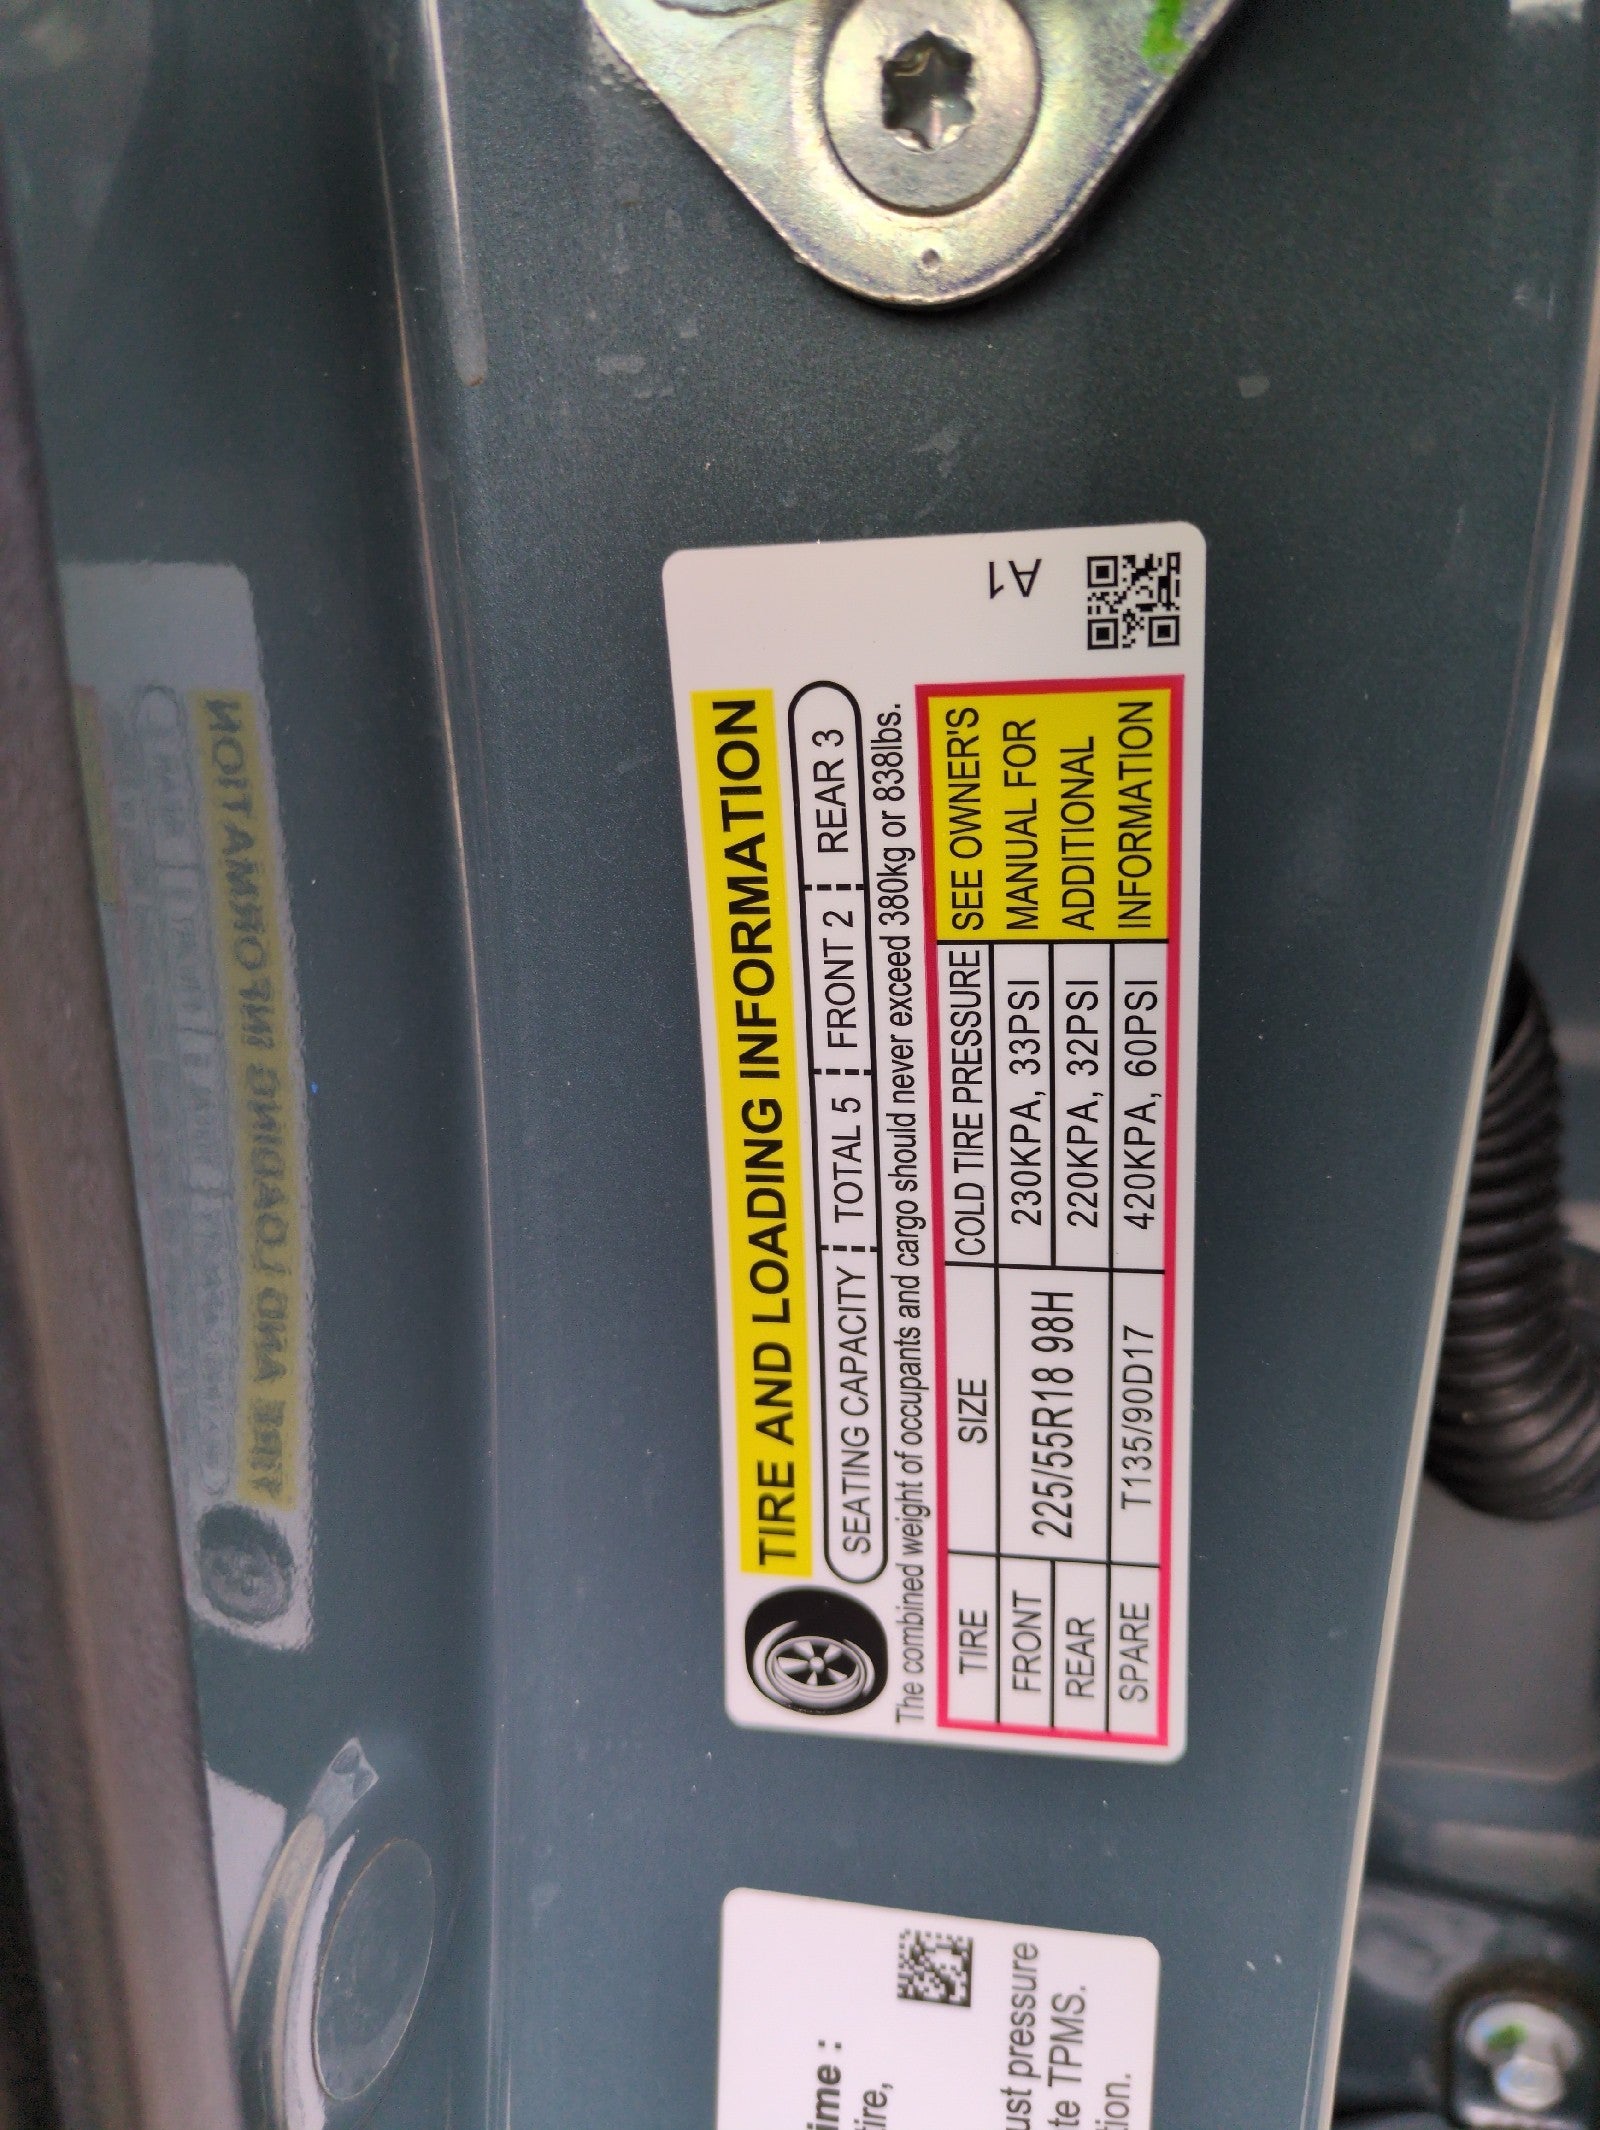 TIRE AND LOADING INFORMATION
SEATING CAPACITY TOTAL 5 FRONT 2 REAR 3
The combined weight of occupants and cargo should never exceed 380kg or 838lbs.
TIRE SIZE COLD TIRE PRESSURE SEE OWNER'S
FRONT 225/55R18 98H 230KPA, 33PSI MANUAL FOR
REAR 220KPA, 32PSI ADDITIONAL
SPARE T135/90D17 420KPA, 60PSI INFORMATION
A1
ime :
ire,
ust pressure
te TPMS.
tion.